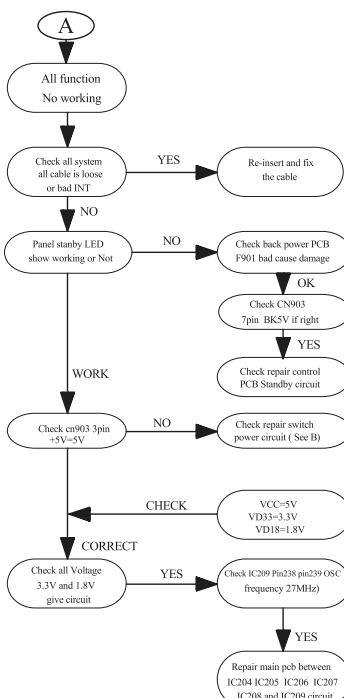 A
All function
No working
Check all system
all cable is loose
or bad INT
YES
Re-insert and fix
the cable
NO
Panel stanby LED
show working or Not
NO
Check back power PCB
F901 bad cause damage
OK
Check CN903
7pin BK5V if right
YES
Check repair control
PCB Standby circuit
WORK
Check cn903 3pin
+5V=5V
NO
Check repair switch
power circuit ( See B)
CHECK
VCC=5V
VD33=3.3V
VD18=1.8V
CORRECT
Check all Voltage
3.3V and 1.8V
give circuit
YES
Check IC209 Pin238 pin239 OSC
frequency 27MHz)
YES
Repair main pcb between
IC204 IC205 IC206 IC207
IC208 and IC209 circuit